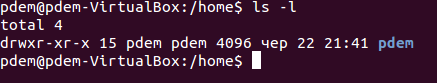 pdem@pdem-VirtualBox:/home$ ls -l
total 4
drwxr-xr-x 15 pdem pdem 4096 чер 22 21:41 pdem
pdem@pdem-VirtualBox:/home$